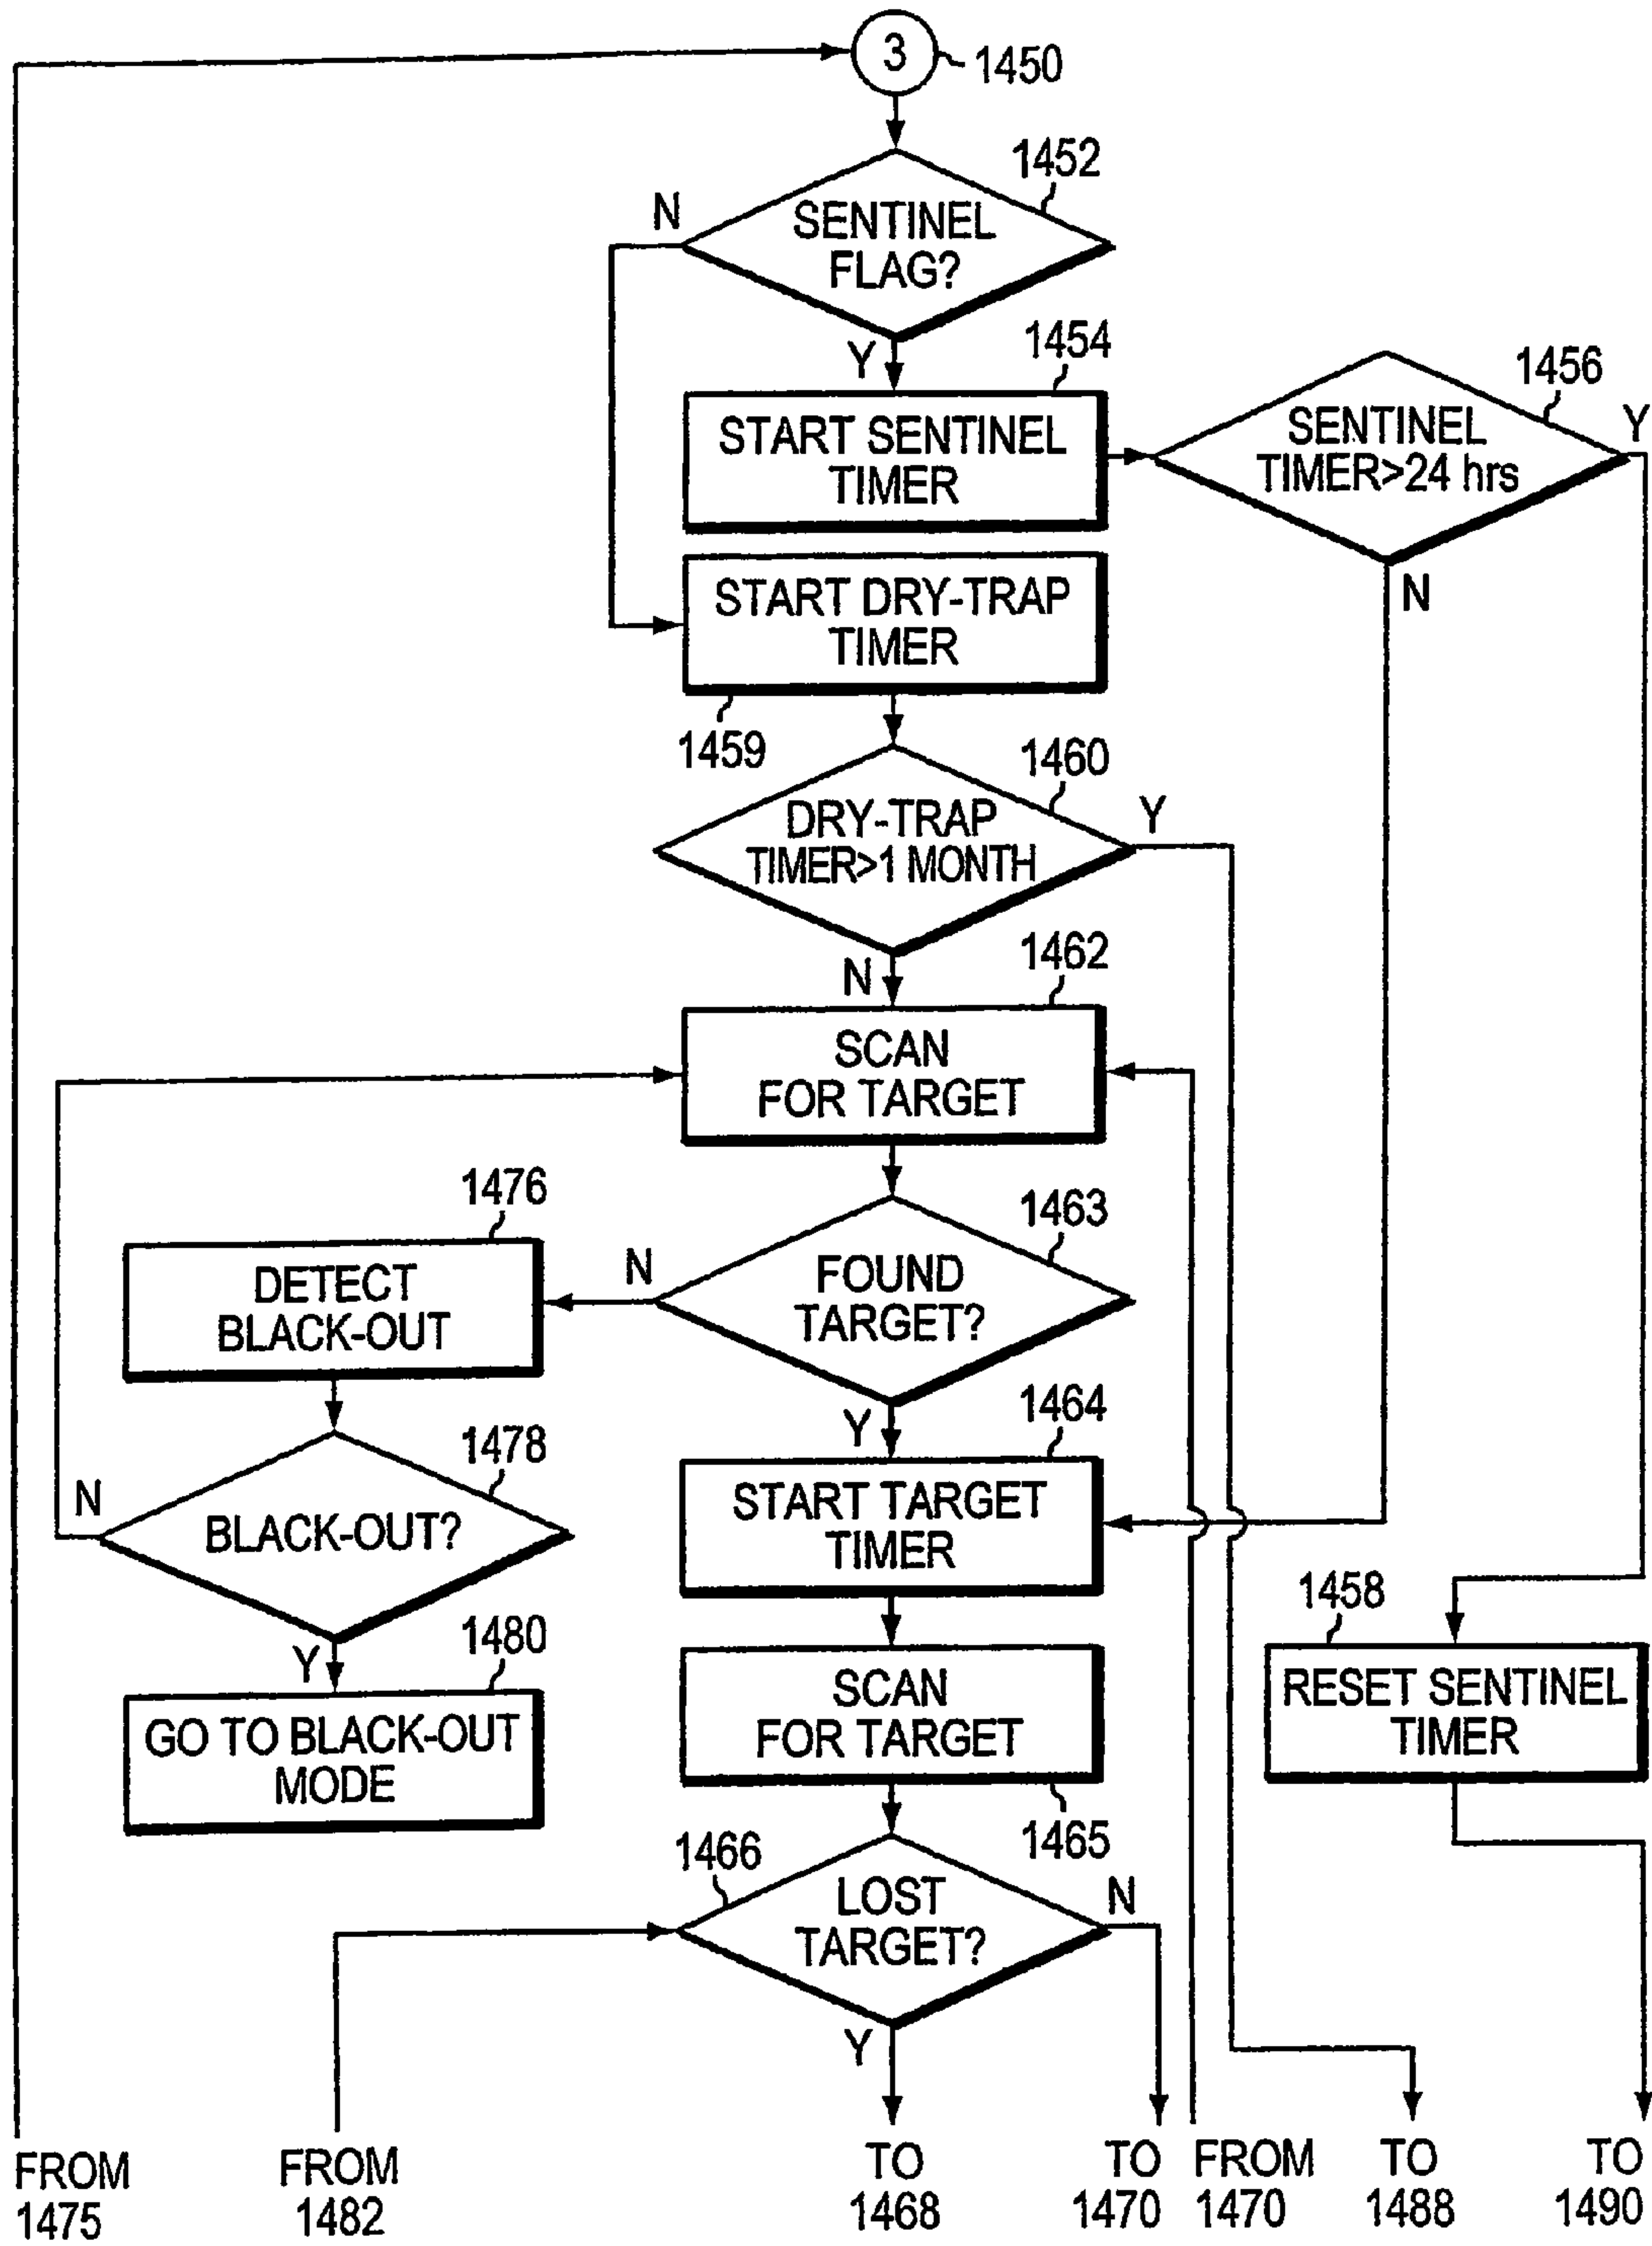 3
1450
1452
N
SENTINEL
FLAG?
Y
1454
START SENTINEL
TIMER
1456
SENTINEL
TIMER>24 hrs
Y
N
START DRY-TRAP
TIMER
1459
1460
DRY-TRAP
TIMER>1 MONTH
Y
N
1462
SCAN
FOR TARGET
1476
DETECT
BLACK-OUT
N
1463
FOUND
TARGET?
Y
1478
N
BLACK-OUT?
Y
1480
GO TO BLACK-OUT
MODE
1464
START TARGET
TIMER
1458
RESET SENTINEL
TIMER
SCAN
FOR TARGET
1465
1466
LOST
TARGET?
N
Y
FROM
1475
FROM
1482
TO
1468
TO
1470
FROM
1470
TO
1488
TO
1490